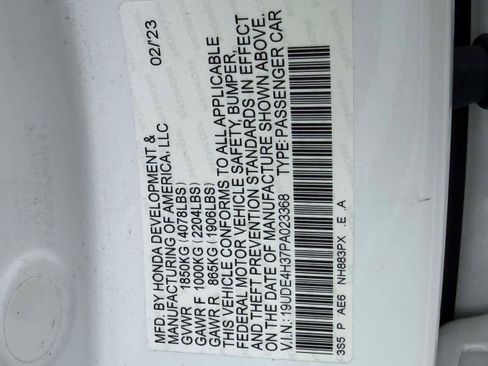 MFD. BY HONDA DEVELOPMENT & 02/'23
MANUFACTURING OF AMERICA, LLC
GVWR 1850KG (4078LBS)
GAWR F 1000KG (2204LBS)
GAWR R 865KG (1906LBS)
THIS VEHICLE CONFORMS TO ALL APPLICABLE
FEDERAL MOTOR VEHICLE SAFETY, BUMPER,
AND THEFT PREVENTION STANDARDS IN EFFECT
ON THE DATE OF MANUFACTURE SHOWN ABOVE.
V.I.N.: 19UDE4H37PA023368 TYPE: PASSENGER CAR
3S5 P AE6 NH883PX .E .A